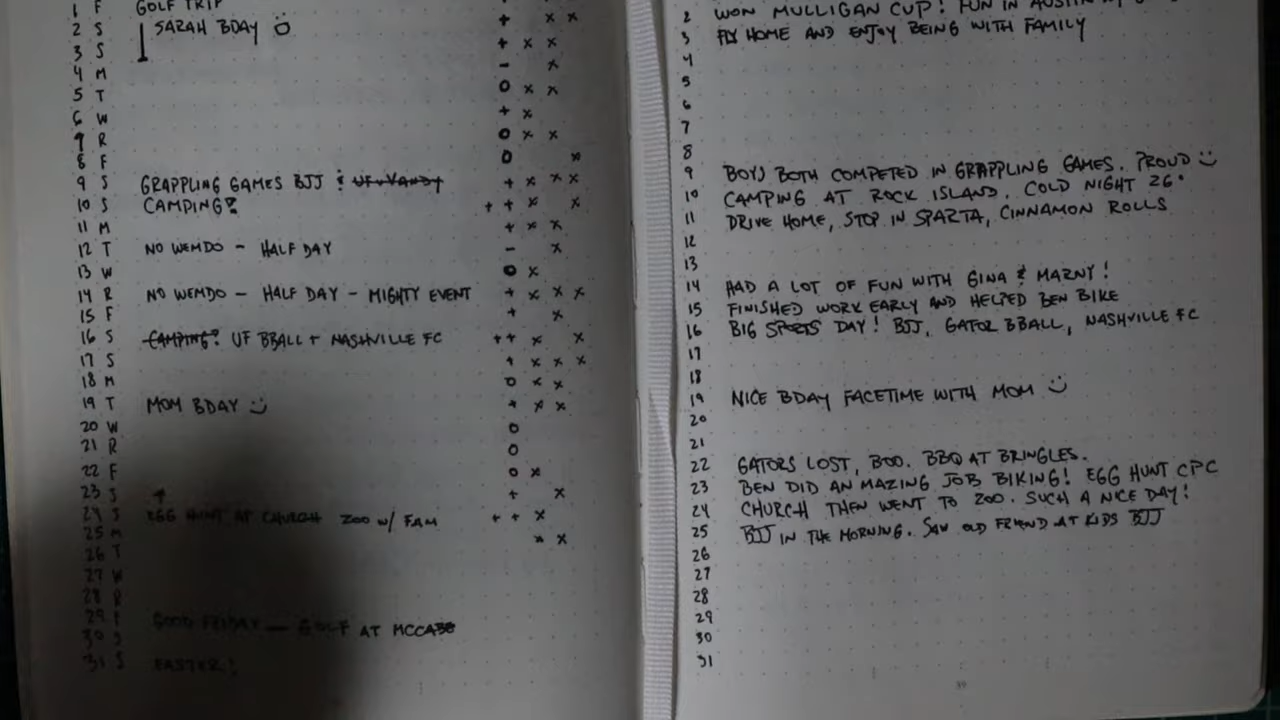 1 F GOLF TRIP + x x
2 S SARAH BDAY
3 S + x x
4 M - x
5 T o x x
6 W + x
7 R o x x
8 F o x
9 S GRAPPLING GAMES BJJ ! UF v VANDY + x x x
10 S CAMPING? + + x x
11 M + x x
12 T NO WEMDO - HALF DAY - x
13 W o x
14 R NO WEMDO - HALF DAY - MIGHTY EVENT + x x x
15 F + x
16 S CAMPING? UF BBALL + NASHVILLE FC ++ x x
17 S + x x x
18 M o x x
19 T MOM BDAY + x x
20 W o
21 R o
22 F o x
23 S + x
24 S EGG HUNT AT CHURCH ZOO W/ FAM + + x
25 M x x
26 T
27 W
28 R
29 F GOOD FRIDAY - GOLF AT MCCABE
30 S
31 S EASTER!
2 WON MULLIGAN CUP! FUN IN AUSTIN
3 FLY HOME AND ENJOY BEING WITH FAMILY
4
5
6
7
8
9 BOYS BOTH COMPETED IN GRAPPLING GAMES. PROUD
10 CAMPING AT ROCK ISLAND. COLD NIGHT 26°
11 DRIVE HOME, STOP IN SPARTA, CINNAMON ROLLS
12
13
14 HAD A LOT OF FUN WITH GINA & MARNY!
15 FINISHED WORK EARLY AND HELPED BEN BIKE
16 BIG SPORTS DAY! BJJ, GATOR BBALL, NASHVILLE FC
17
18
19 NICE BDAY FACETIME WITH MOM
20
21
22 GATORS LOST, BOO. BBQ AT BRINGLES.
23 BEN DID AN MAZING JOB BIKING! EGG HUNT CPC
24 CHURCH THEN WENT TO ZOO. SUCH A NICE DAY!
25 BJJ IN THE MORNING. SAW OLD FRIEND AT KIDS BJJ
26
27
28
29
30
31
39